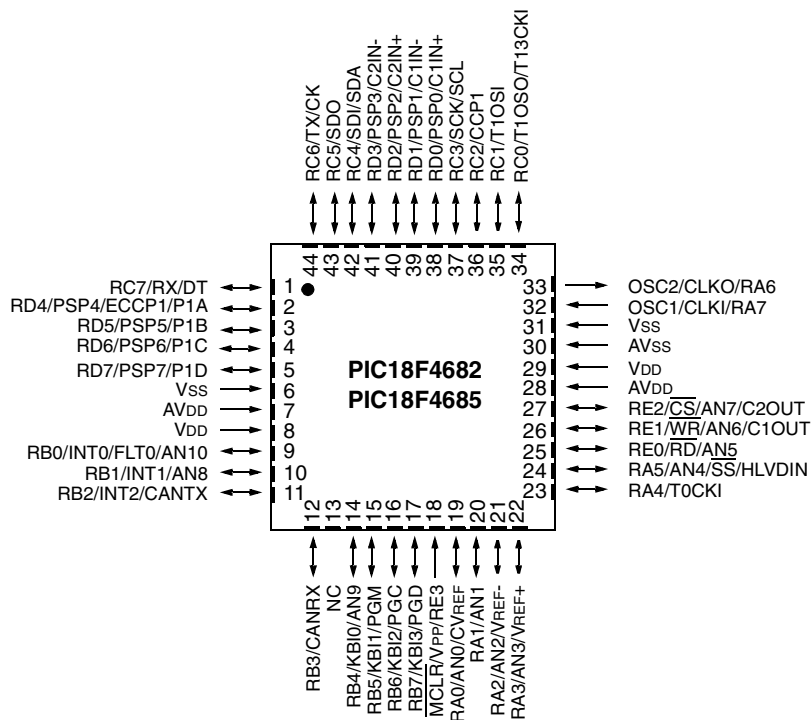 RC6/TX/CK
RC5/SDO
RC4/SDI/SDA
RD3/PSP3/C2IN-
RD2/PSP2/C2IN+
RD1/PSP1/C1IN-
RD0/PSP0/C1IN+
RC3/SCK/SCL
RC2/CCP1
RC1/T1OSI
RC0/T1OSO/T13CKI
44
43
42
41
40
39
38
37
36
35
34
RC7/RX/DT 1
RD4/PSP4/ECCP1/P1A 2
RD5/PSP5/P1B 3
RD6/PSP6/P1C 4
RD7/PSP7/P1D 5
VSS 6
AVDD 7
VDD 8
RB0/INT0/FLT0/AN10 9
RB1/INT1/AN8 10
RB2/INT2/CANTX 11
PIC18F4682
PIC18F4685
33 OSC2/CLKO/RA6
32 OSC1/CLKI/RA7
31 VSS
30 AVSS
29 VDD
28 AVDD
27 RE2/CS/AN7/C2OUT
26 RE1/WR/AN6/C1OUT
25 RE0/RD/AN5
24 RA5/AN4/SS/HLVDIN
23 RA4/T0CKI
12
13
14
15
16
17
18
19
20
21
22
RB3/CANRX
NC
RB4/KBI0/AN9
RB5/KBI1/PGM
RB6/KBI2/PGC
RB7/KBI3/PGD
MCLR/VPP/RE3
RA0/AN0/CVREF
RA1/AN1
RA2/AN2/VREF-
RA3/AN3/VREF+